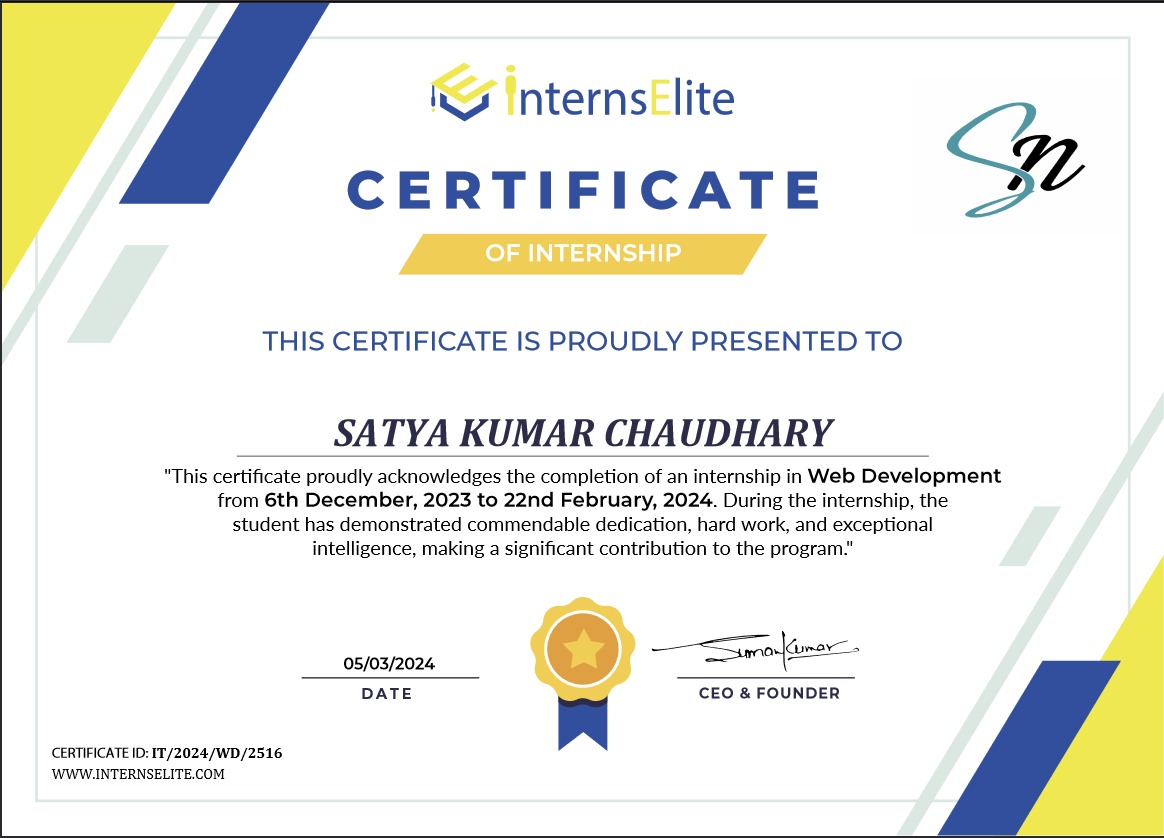 internsElite
Sn
CERTIFICATE
OF INTERNSHIP
THIS CERTIFICATE IS PROUDLY PRESENTED TO
SATYA KUMAR CHAUDHARY
"This certificate proudly acknowledges the completion of an internship in Web Development
from 6th December, 2023 to 22nd February, 2024. During the internship, the
student has demonstrated commendable dedication, hard work, and exceptional
intelligence, making a significant contribution to the program."
05/03/2024
DATE
Suman Kumar
CEO & FOUNDER
CERTIFICATE ID: IT/2024/WD/2516
WWW.INTERNSELITE.COM